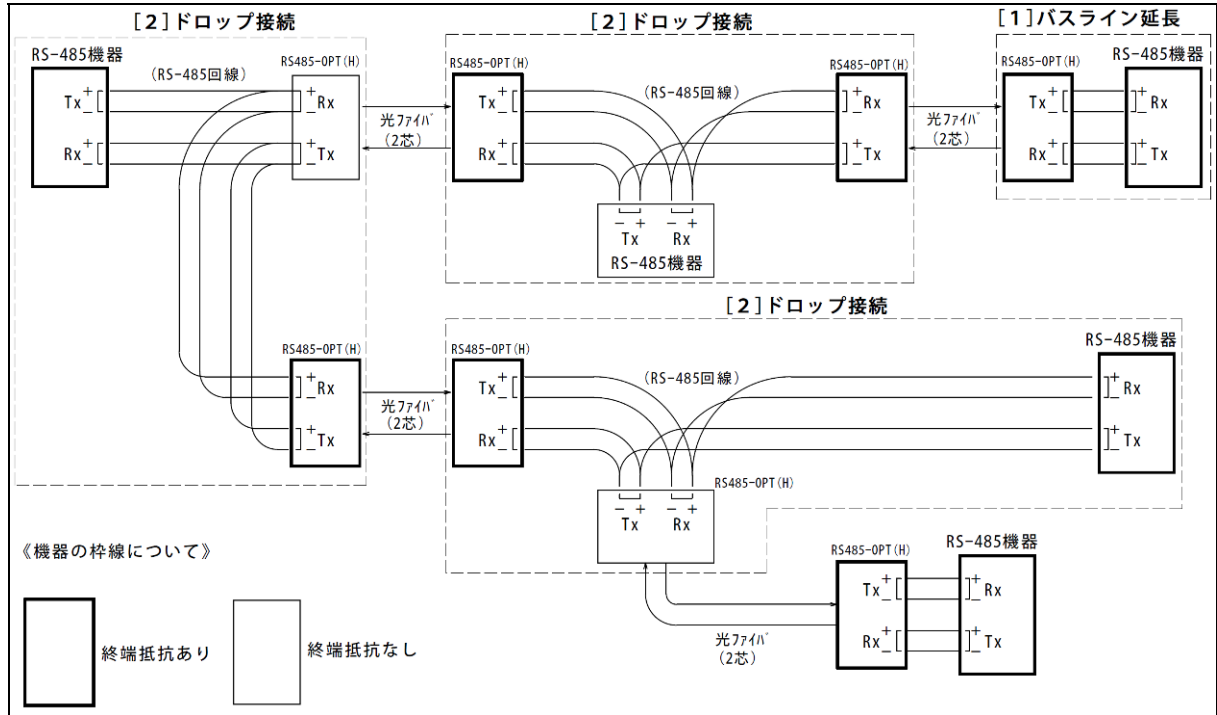 [2]ドロップ接続
RS-485機器
(RS-485回線)
RS485-OPT(H)
Tx + −
Rx + −
+ − Rx
+ − Tx
光ファイバ
(2芯)
RS485-OPT(H)
+ − Rx
+ − Tx
光ファイバ
(2芯)
[2]ドロップ接続
RS485-OPT(H)
(RS-485回線)
RS485-OPT(H)
Tx + −
Rx + −
+ − Rx
+ − Tx
− + − +
Tx Rx
RS-485機器
光ファイバ
(2芯)
[1]バスライン延長
RS485-OPT(H)
RS-485機器
Tx + −
Rx + −
+ − Rx
+ − Tx
[2]ドロップ接続
RS485-OPT(H)
(RS-485回線)
RS-485機器
Tx + −
Rx + −
+ − Rx
+ − Tx
RS485-OPT(H)
− + − +
Tx Rx
光ファイバ
(2芯)
RS485-OPT(H)
RS-485機器
Tx + −
Rx + −
+ − Rx
+ − Tx
《機器の枠線について》
終端抵抗あり
終端抵抗なし